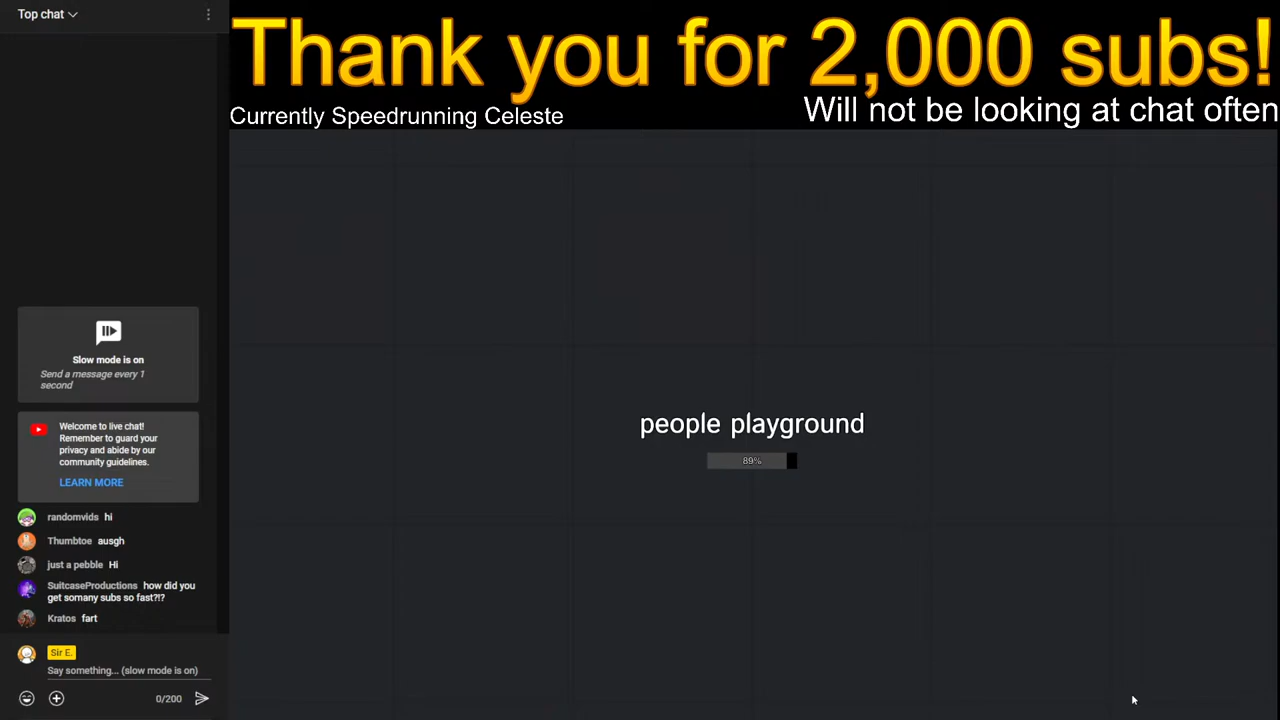 Top chat
Thank you for 2,000 subs!
Currently Speedrunning Celeste
Will not be looking at chat often
Slow mode is on
Send a message every 1
second
Welcome to live chat!
Remember to guard your
privacy and abide by our
community guidelines.
LEARN MORE
randomvids hi
Thumbtoe ausgh
just a pebble Hi
SuitcaseProductions how did you
get somany subs so fast?!?
Kratos fart
Sir E.
Say something... (slow mode is on)
0/200
people playground
89%